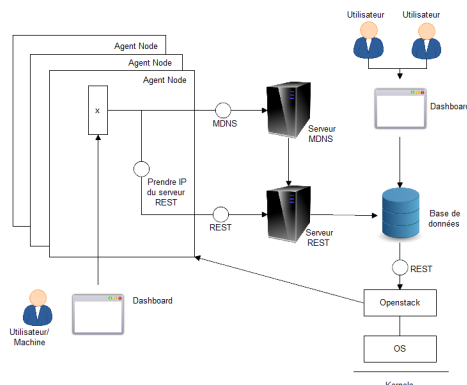 Utilisateur
Utilisateur
Agent Node
Agent Node
Agent Node
x
MDNS
Serveur
MDNS
Dashboard
Prendre IP
du serveur
REST
REST
Serveur
REST
Base de
données
REST
Dashboard
Openstack
Utilisateur/
Machine
OS
Kernels